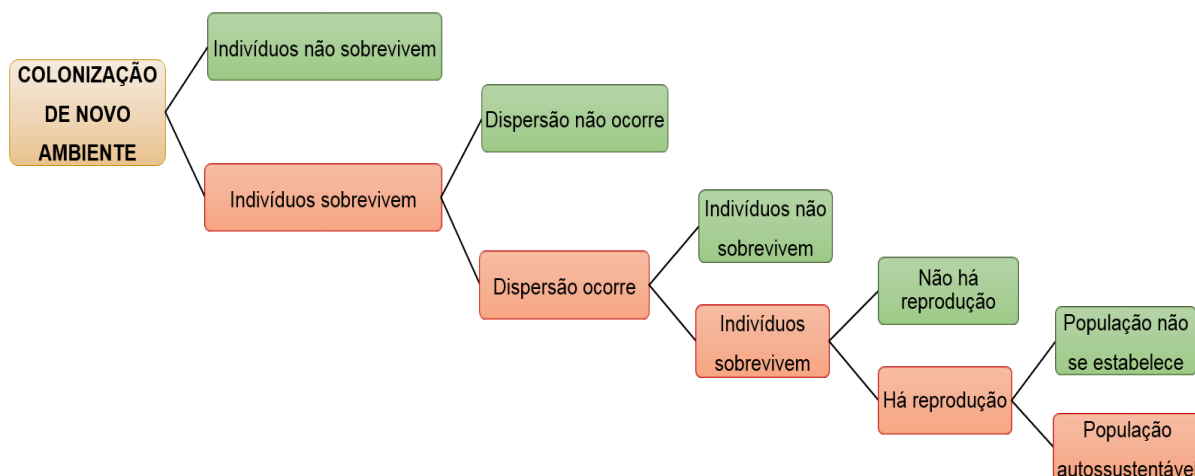 COLONIZAÇÃO
DE NOVO
AMBIENTE
Indivíduos não sobrevivem
Indivíduos sobrevivem
Dispersão não ocorre
Dispersão ocorre
Indivíduos não
sobrevivem
Indivíduos
sobrevivem
Não há
reprodução
Há reprodução
População não
se estabelece
População
autossustentável